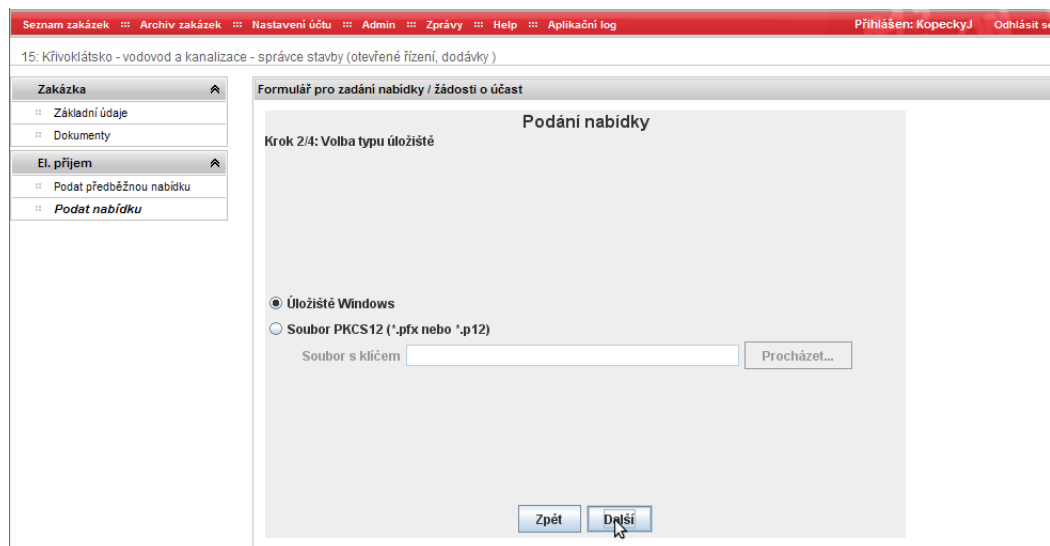 Seznam zakázek ::: Archiv zakázek ::: Nastavení účtu ::: Admin ::: Zprávy ::: Help ::: Aplikační log Přihlášen: KopeckyJ Odhlásit se
15: Křivoklátsko - vodovod a kanalizace - správce stavby (otevřené řízení, dodávky )
Zakázka
Základní údaje
Dokumenty
El. příjem
Podat předběžnou nabídku
Podat nabídku
Formulář pro zadání nabídky / žádosti o účast
Podání nabídky
Krok 2/4: Volba typu úložiště
Úložiště Windows
Soubor PKCS12 (*.pfx nebo *.p12)
Soubor s klíčem Procházet...
Zpět Další